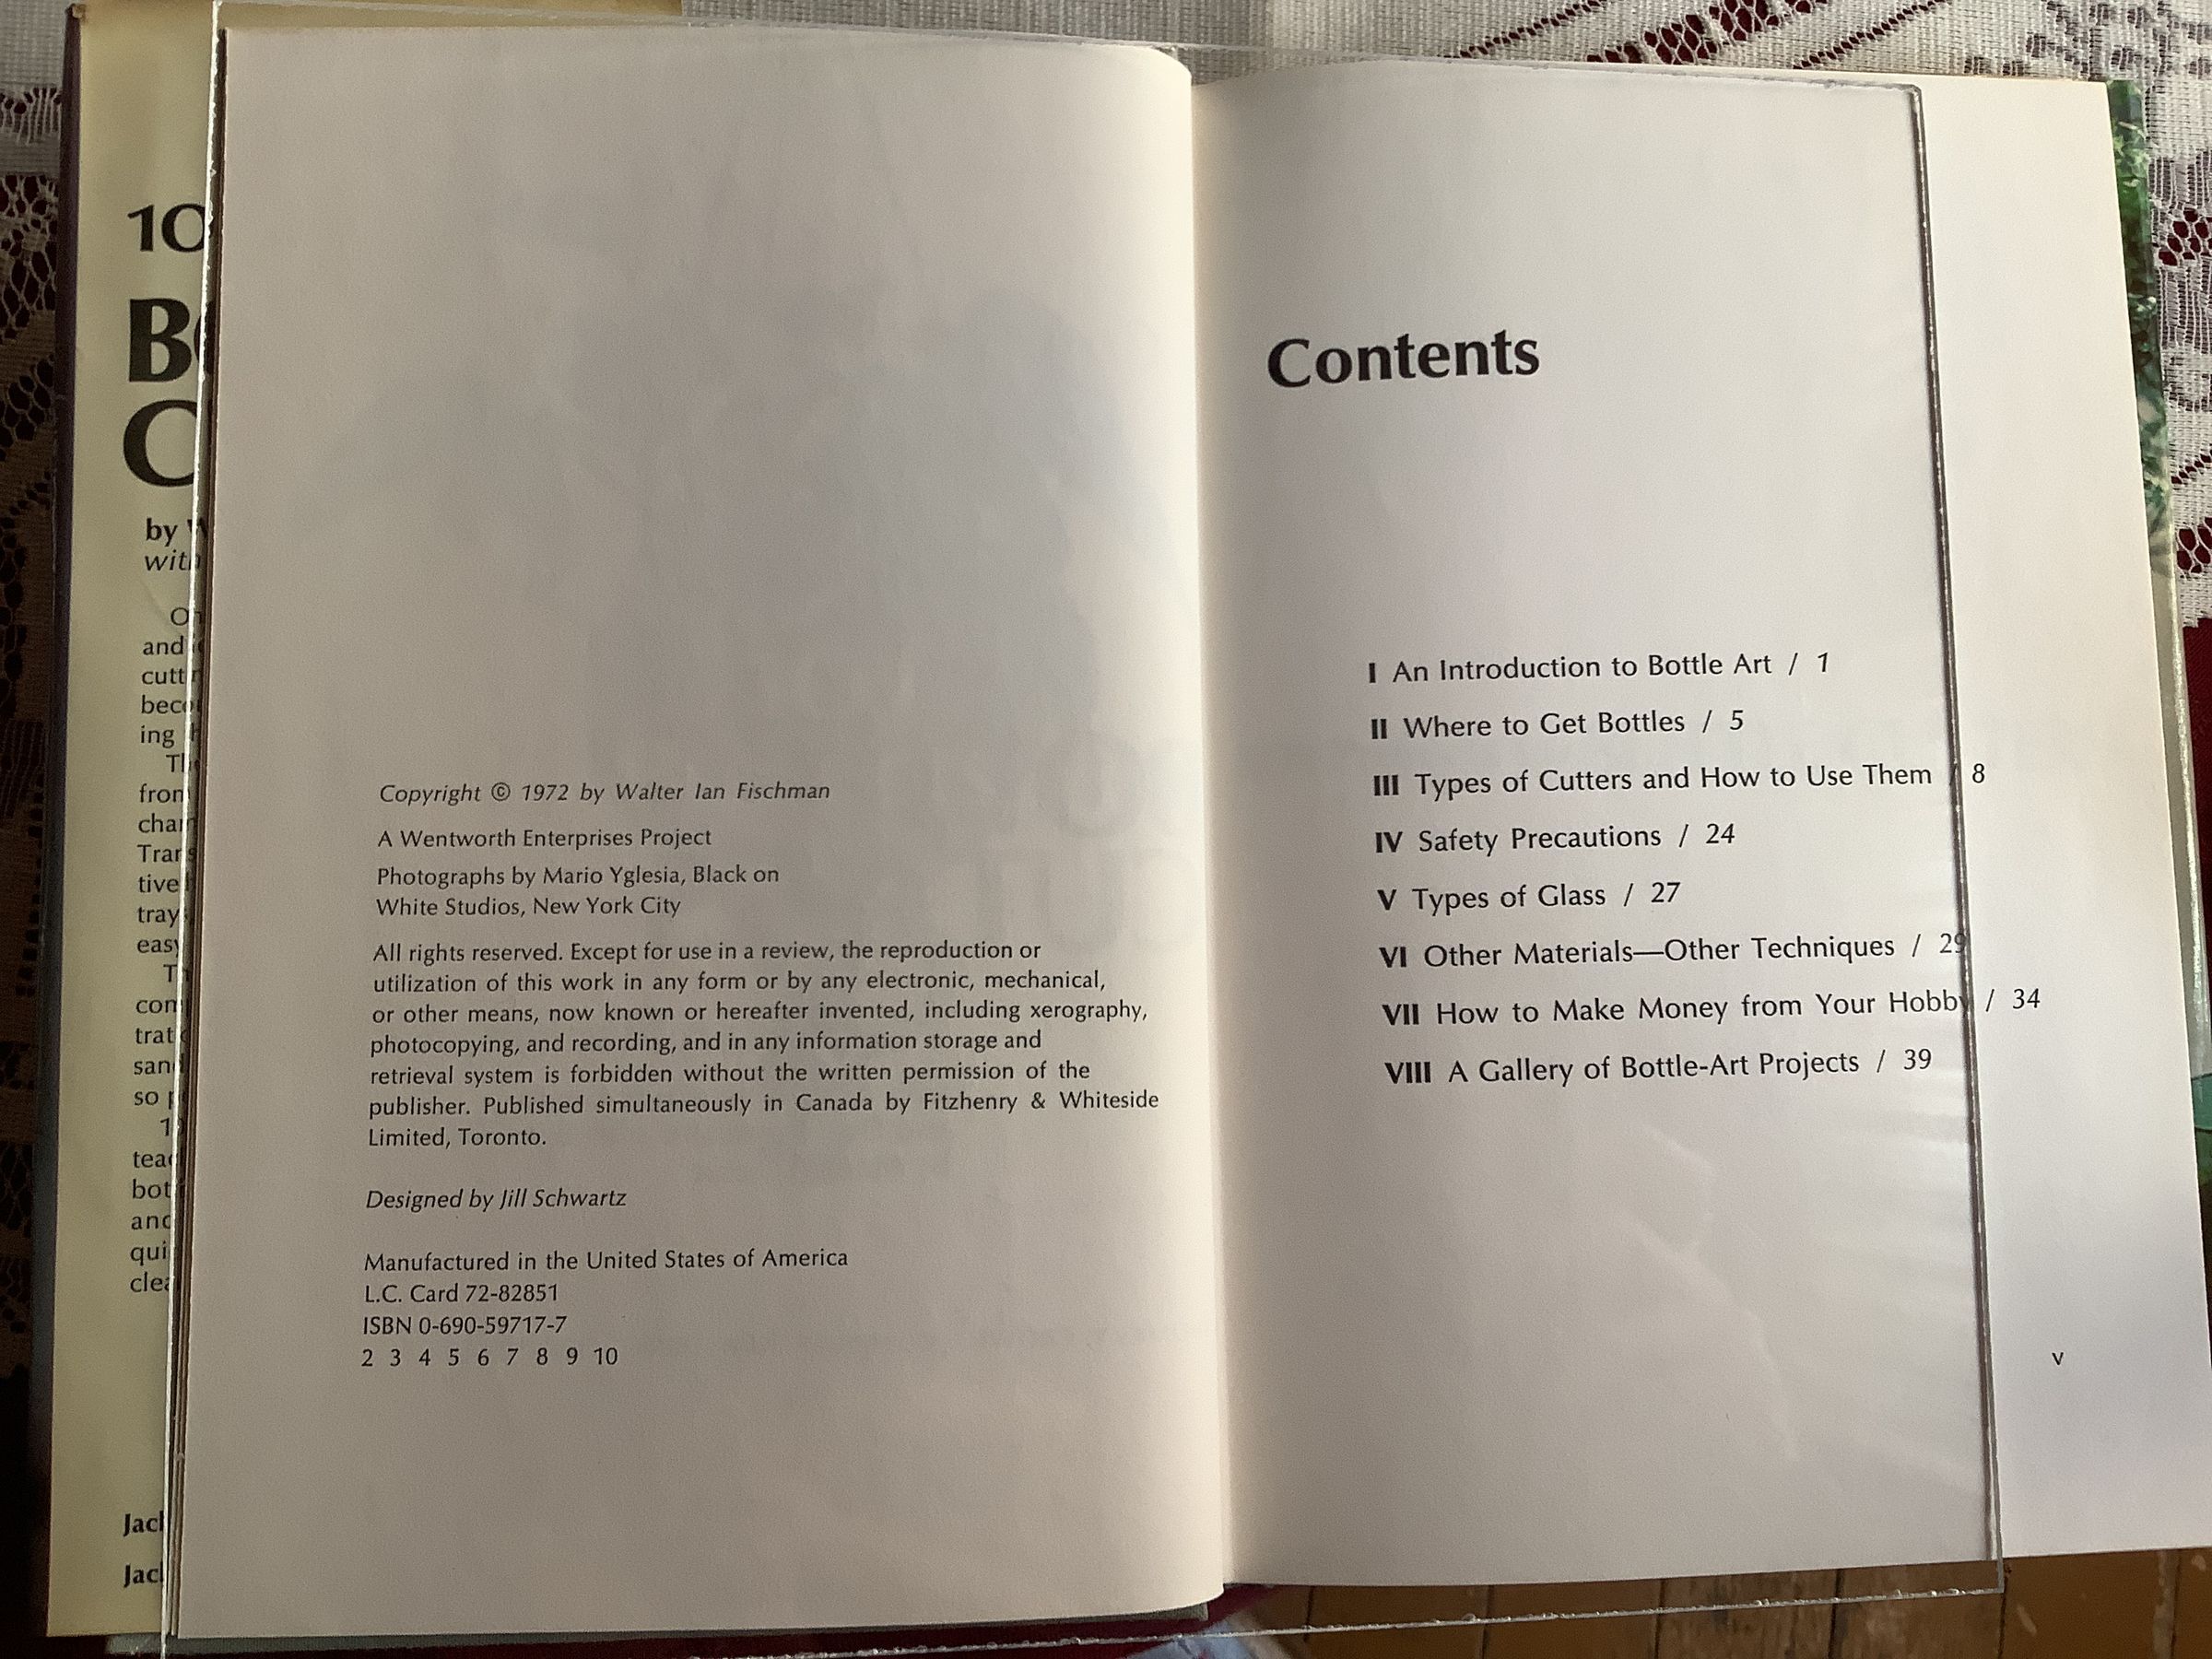 10
by
with
and
cutt
beco
ing
from
char
tive
tray
easy
con
trat
san
so
teac
bot
and
qui
clea
Copyright © 1972 by Walter Ian Fischman
A Wentworth Enterprises Project
Photographs by Mario Yglesia, Black on
White Studios, New York City
All rights reserved. Except for use in a review, the reproduction or
utilization of this work in any form or by any electronic, mechanical,
or other means, now known or hereafter invented, including xerography,
photocopying, and recording, and in any information storage and
retrieval system is forbidden without the written permission of the
publisher. Published simultaneously in Canada by Fitzhenry & Whiteside
Limited, Toronto.
Designed by Jill Schwartz
Manufactured in the United States of America
L.C. Card 72-82851
ISBN 0-690-59717-7
2 3 4 5 6 7 8 9 10
Contents
I An Introduction to Bottle Art / 1
II Where to Get Bottles / 5
III Types of Cutters and How to Use Them / 8
IV Safety Precautions / 24
V Types of Glass / 27
VI Other Materials—Other Techniques / 29
VII How to Make Money from Your Hobby / 34
VIII A Gallery of Bottle-Art Projects / 39
v